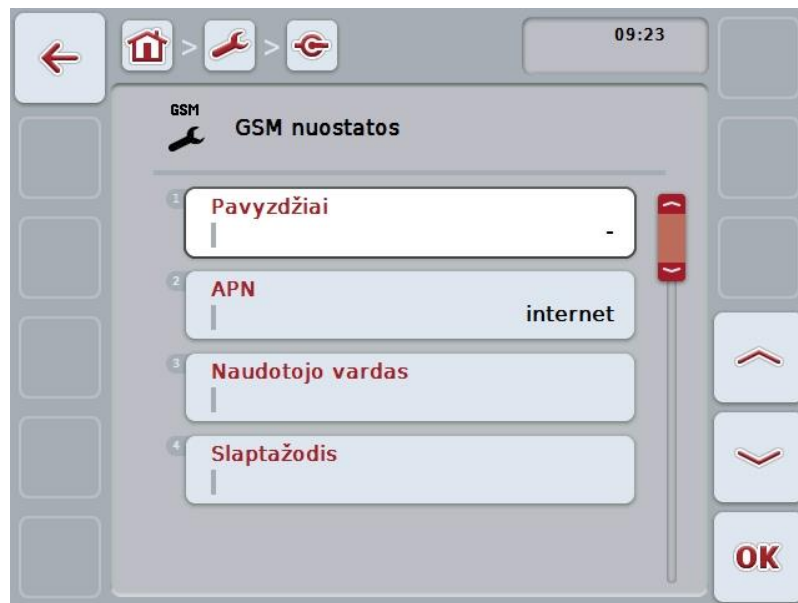 09:23
GSM
GSM nuostatos
1
Pavyzdžiai
-
2
APN
internet
3
Naudotojo vardas
4
Slaptažodis
OK